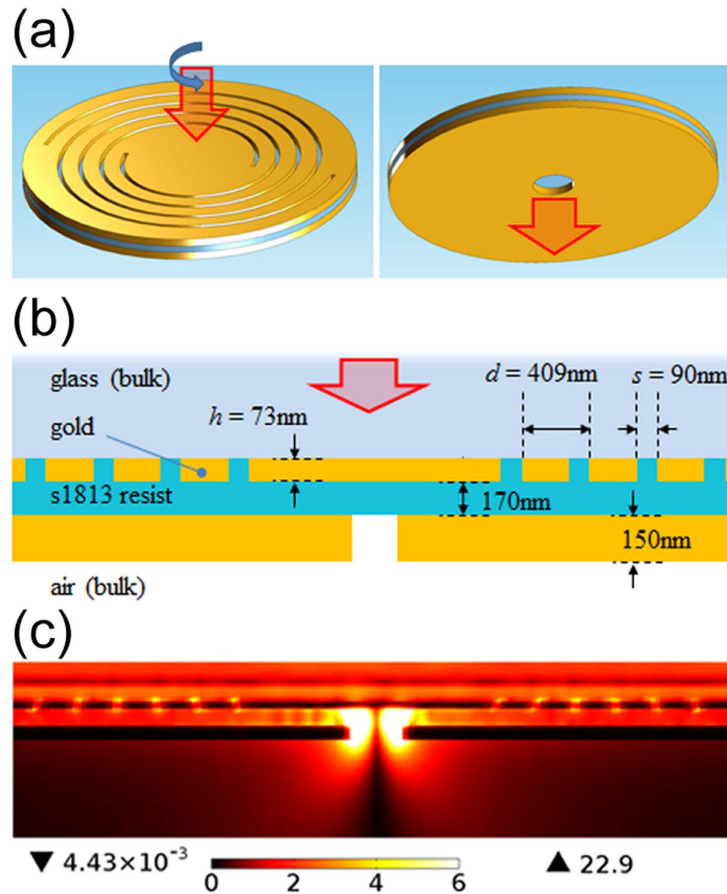 (a)
(b)
glass (bulk)
d = 409nm
s = 90nm
h = 73nm
gold
s1813 resist
170nm
150nm
air (bulk)
(c)
▼ 4.43×10⁻³
0 2 4 6
▲ 22.9